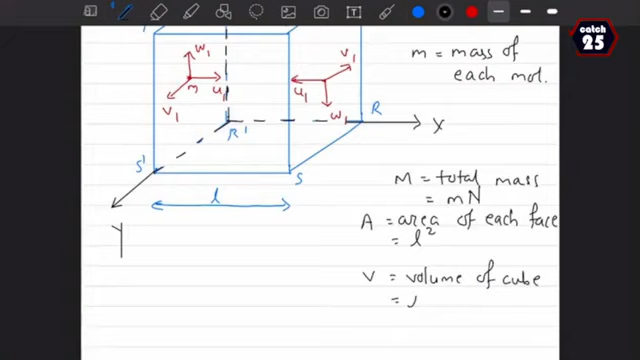 catch
25
m = mass of
each mol.
w₁
m
u₁
v₁
v₁
u₁
w₁
R'
R
X
S'
S
l
Y
M = total mass
= mN
A = area of each face
= l²
V = volume of cube
=